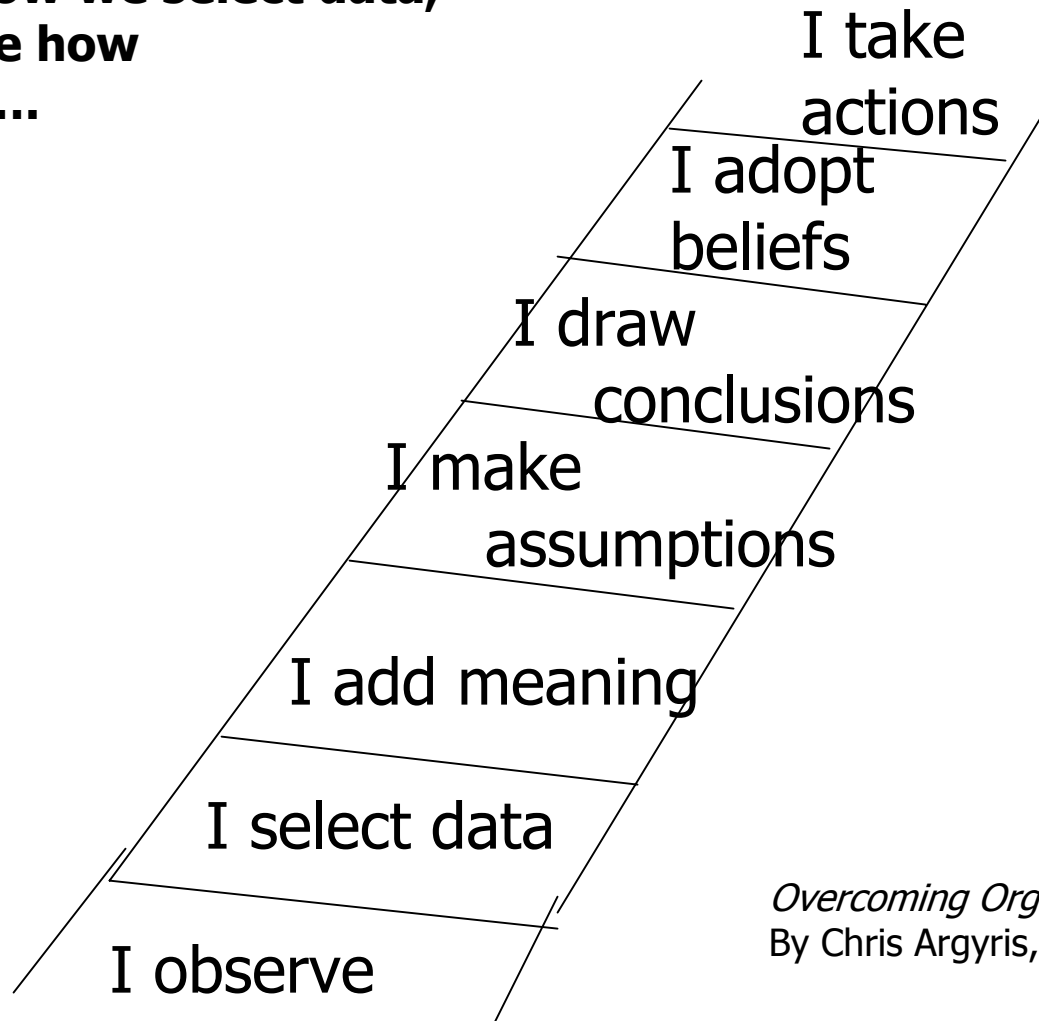 ow we select data,
e how
...
I take
actions
I adopt
beliefs
I draw
conclusions
I make
assumptions
I add meaning
I select data
Overcoming Org
By Chris Argyris,
I observe